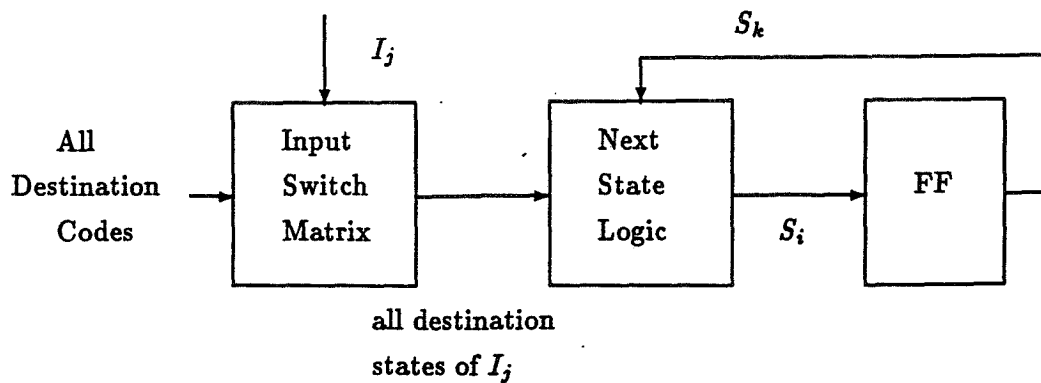 I_j
S_k
All
Destination
Codes
Input
Switch
Matrix
Next
State
Logic
S_i
FF
all destination
states of I_j